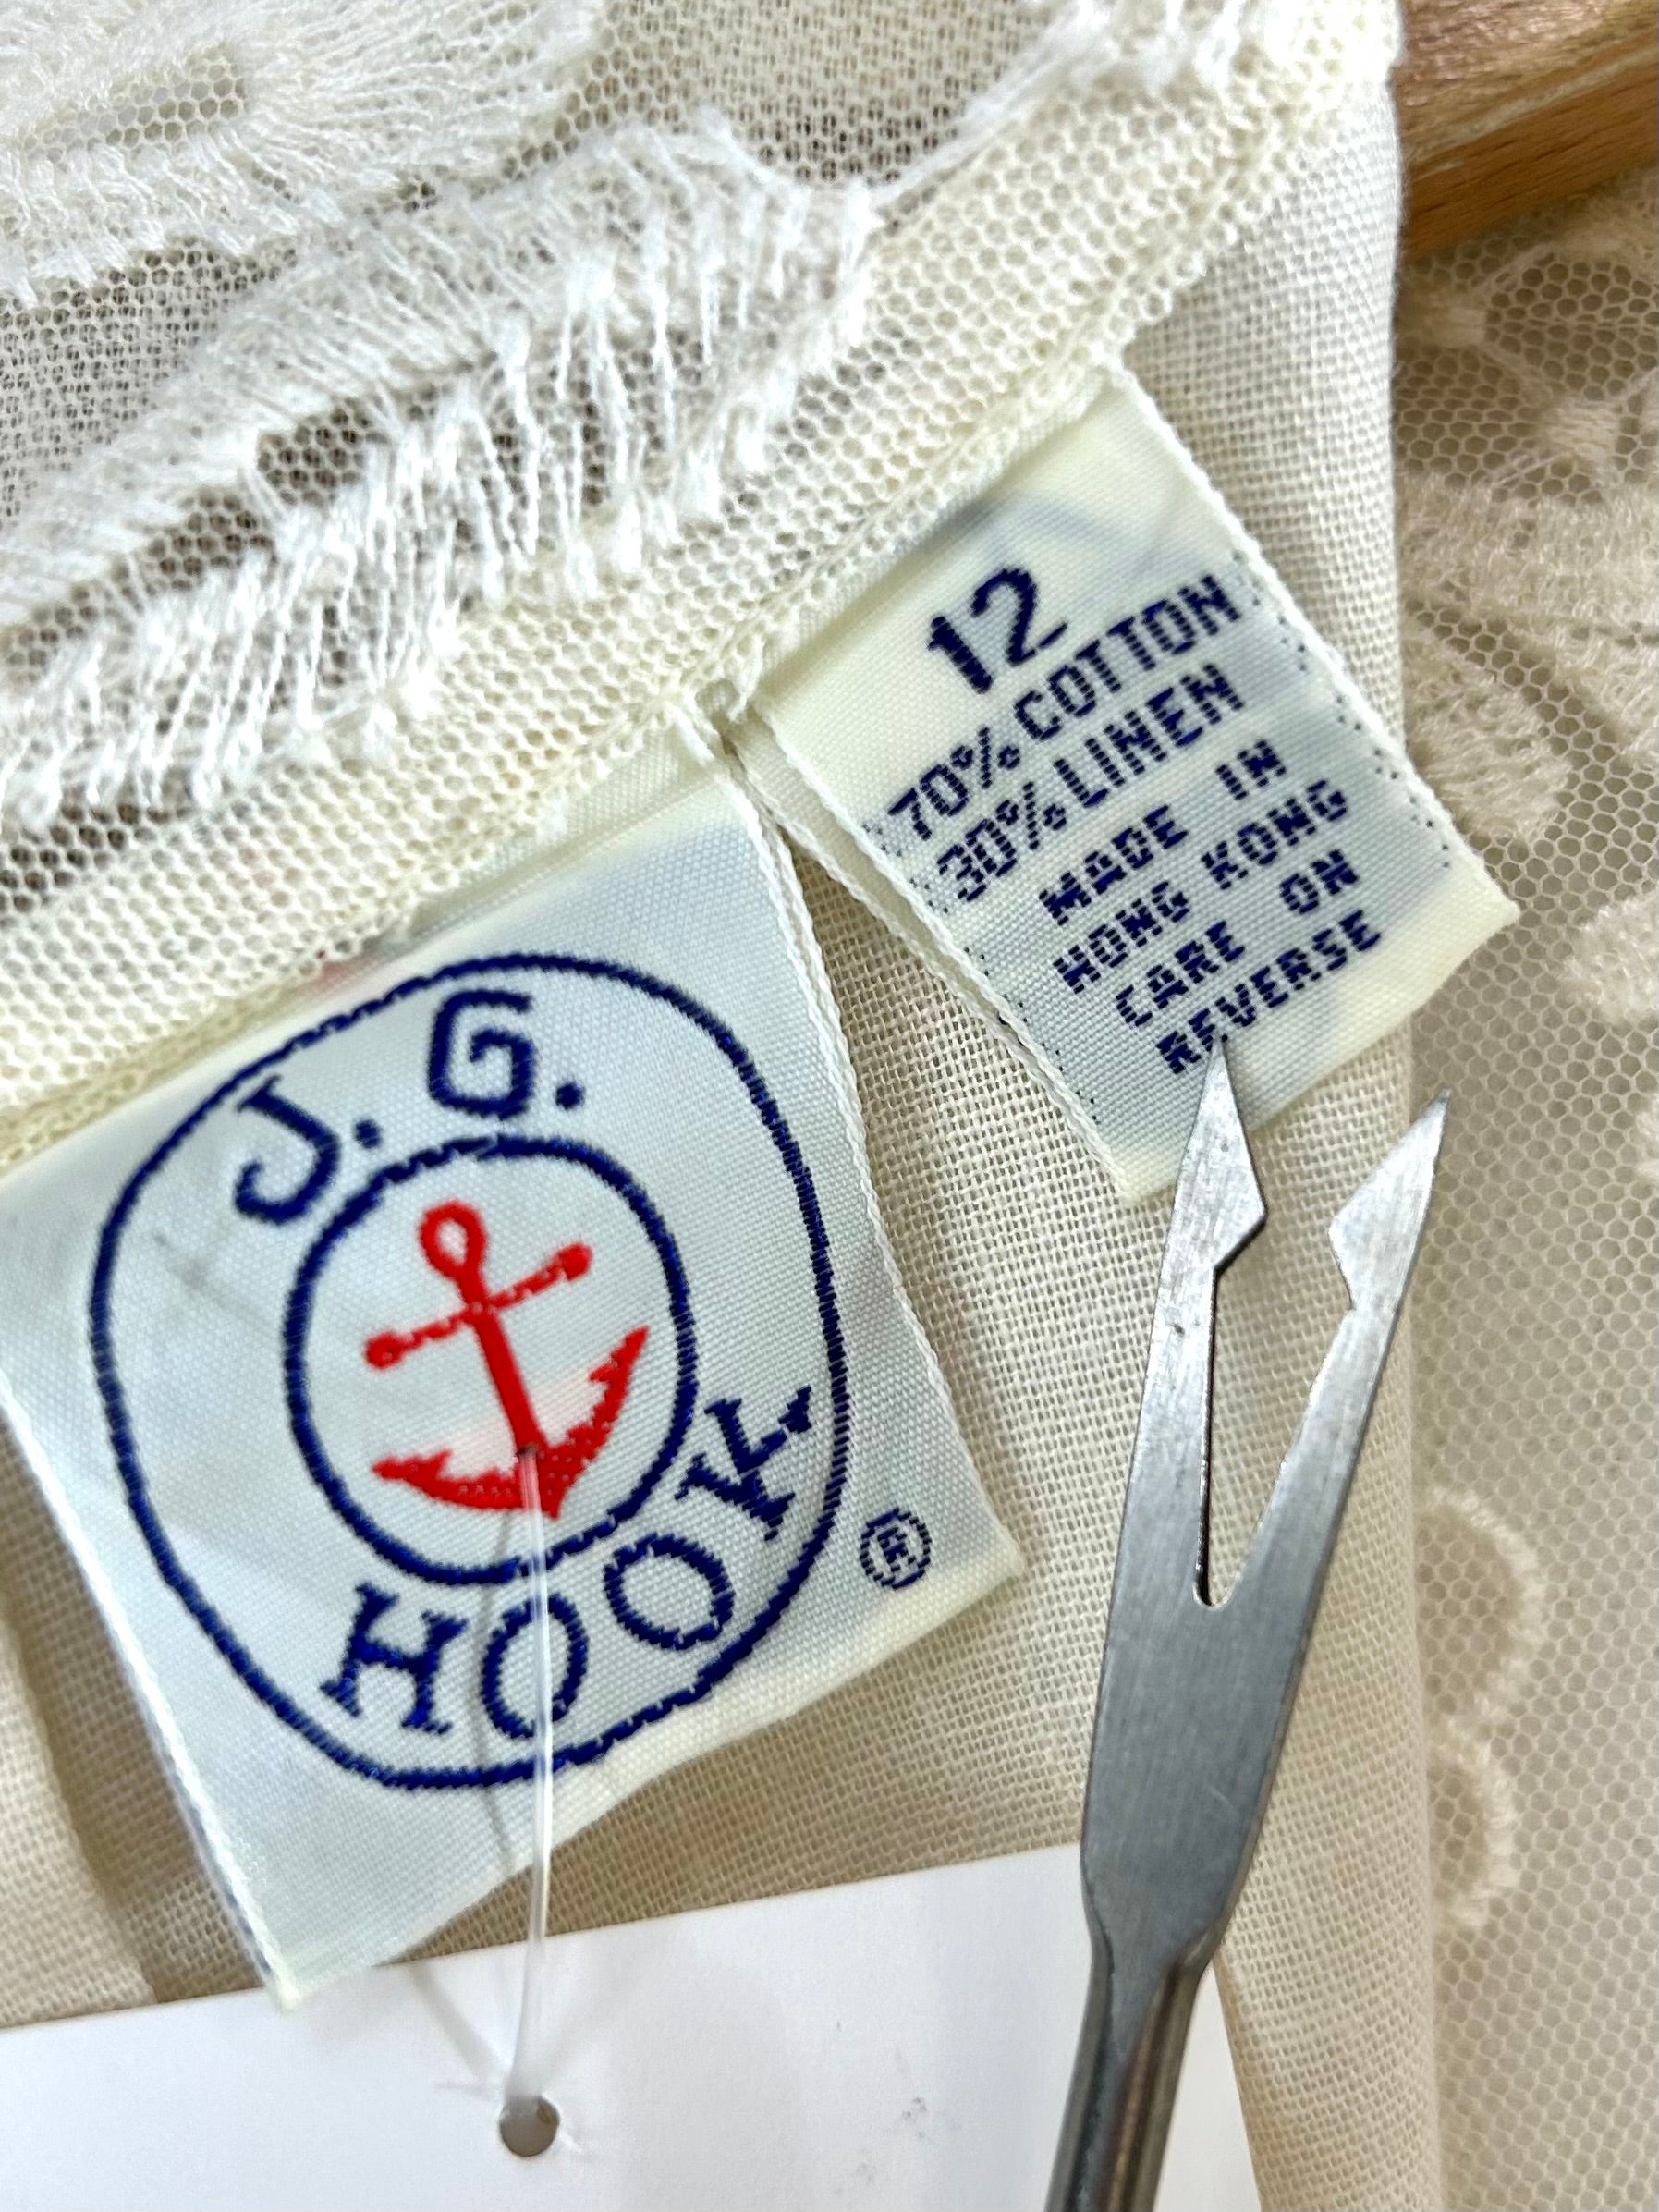 J. G.
HOOK
®
12
70% COTTON
30% LINEN
MADE IN
HONG KONG
CARE ON
REVERSE